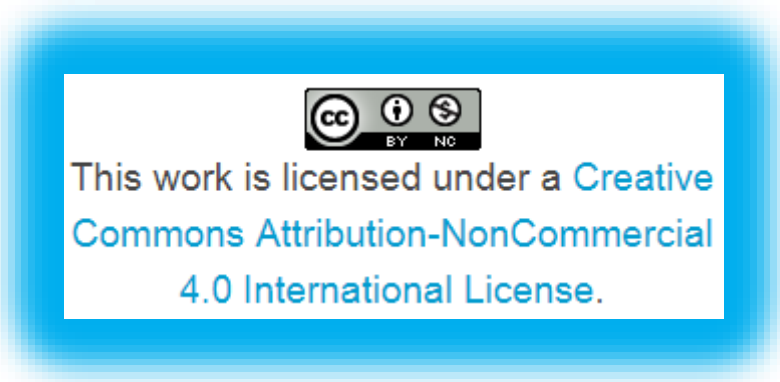 cc
BY NC
This work is licensed under a Creative
Commons Attribution-NonCommercial
4.0 International License.